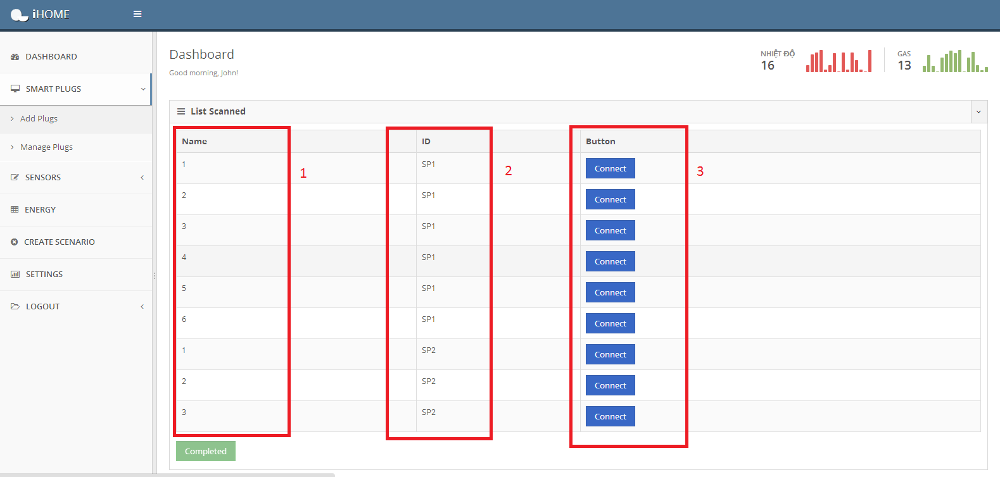 iHOME
DASHBOARD
SMART PLUGS
Add Plugs
Manage Plugs
SENSORS
ENERGY
CREATE SCENARIO
SETTINGS
LOGOUT
Dashboard
Good morning, John!
NHIỆT ĐỘ
16
GAS
13
List Scanned
Name ID Button
1 SP1 Connect
1 2 3
2 SP1 Connect
3 SP1 Connect
4 SP1 Connect
5 SP1 Connect
6 SP1 Connect
1 SP2 Connect
2 SP2 Connect
3 SP2 Connect
Completed